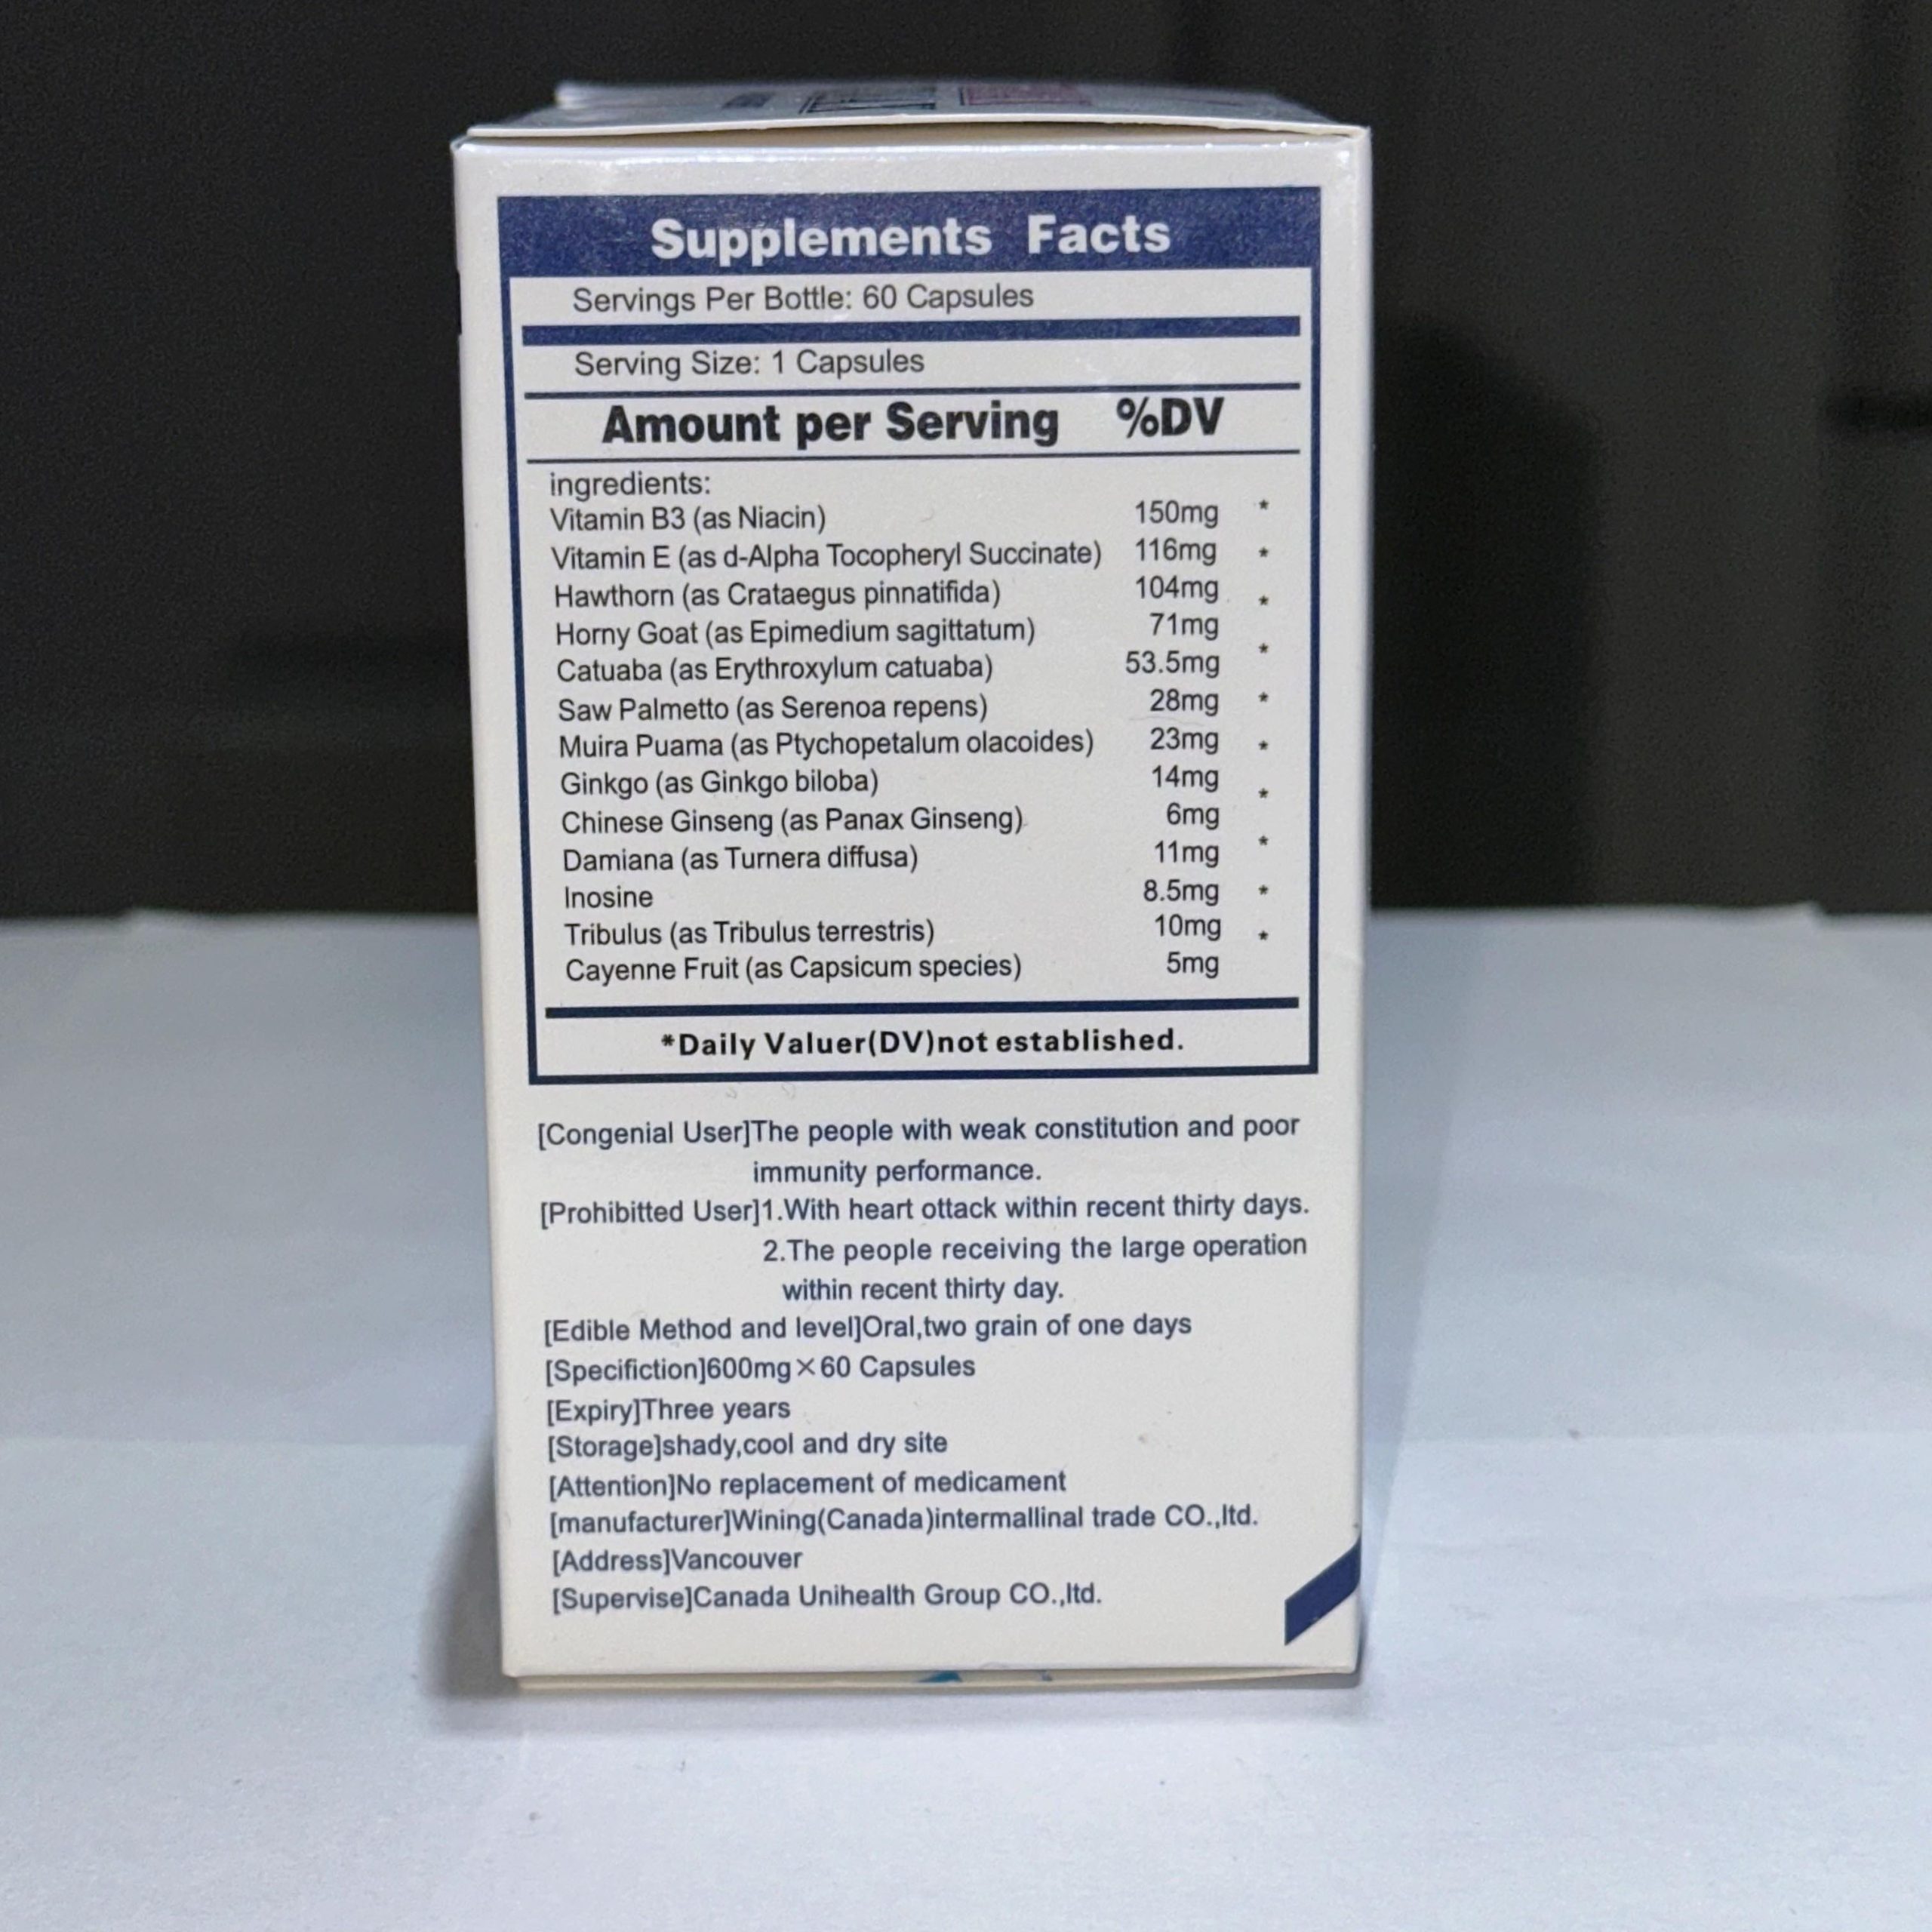 Supplements Facts
Servings Per Bottle: 60 Capsules
Serving Size: 1 Capsules
Amount per Serving %DV
ingredients:
Vitamin B3 (as Niacin) 150mg *
Vitamin E (as d-Alpha Tocopheryl Succinate) 116mg *
Hawthorn (as Crataegus pinnatifida) 104mg *
Horny Goat (as Epimedium sagittatum) 71mg *
Catuaba (as Erythroxylum catuaba) 53.5mg
Saw Palmetto (as Serenoa repens) 28mg *
Muira Puama (as Ptychopetalum olacoides) 23mg *
Ginkgo (as Ginkgo biloba) 14mg *
Chinese Ginseng (as Panax Ginseng) 6mg
Damiana (as Turnera diffusa) 11mg *
Inosine 8.5mg *
Tribulus (as Tribulus terrestris) 10mg *
Cayenne Fruit (as Capsicum species) 5mg
*Daily Valuer(DV)not established.
[Congenial User]The people with weak constitution and poor
immunity performance.
[Prohibitted User]1.With heart ottack within recent thirty days.
2.The people receiving the large operation
within recent thirty day.
[Edible Method and level]Oral,two grain of one days
[Specifiction]600mg×60 Capsules
[Expiry]Three years
[Storage]shady,cool and dry site
[Attention]No replacement of medicament
[manufacturer]Wining(Canada)intermallinal trade CO.,ltd.
[Address]Vancouver
[Supervise]Canada Unihealth Group CO.,ltd.